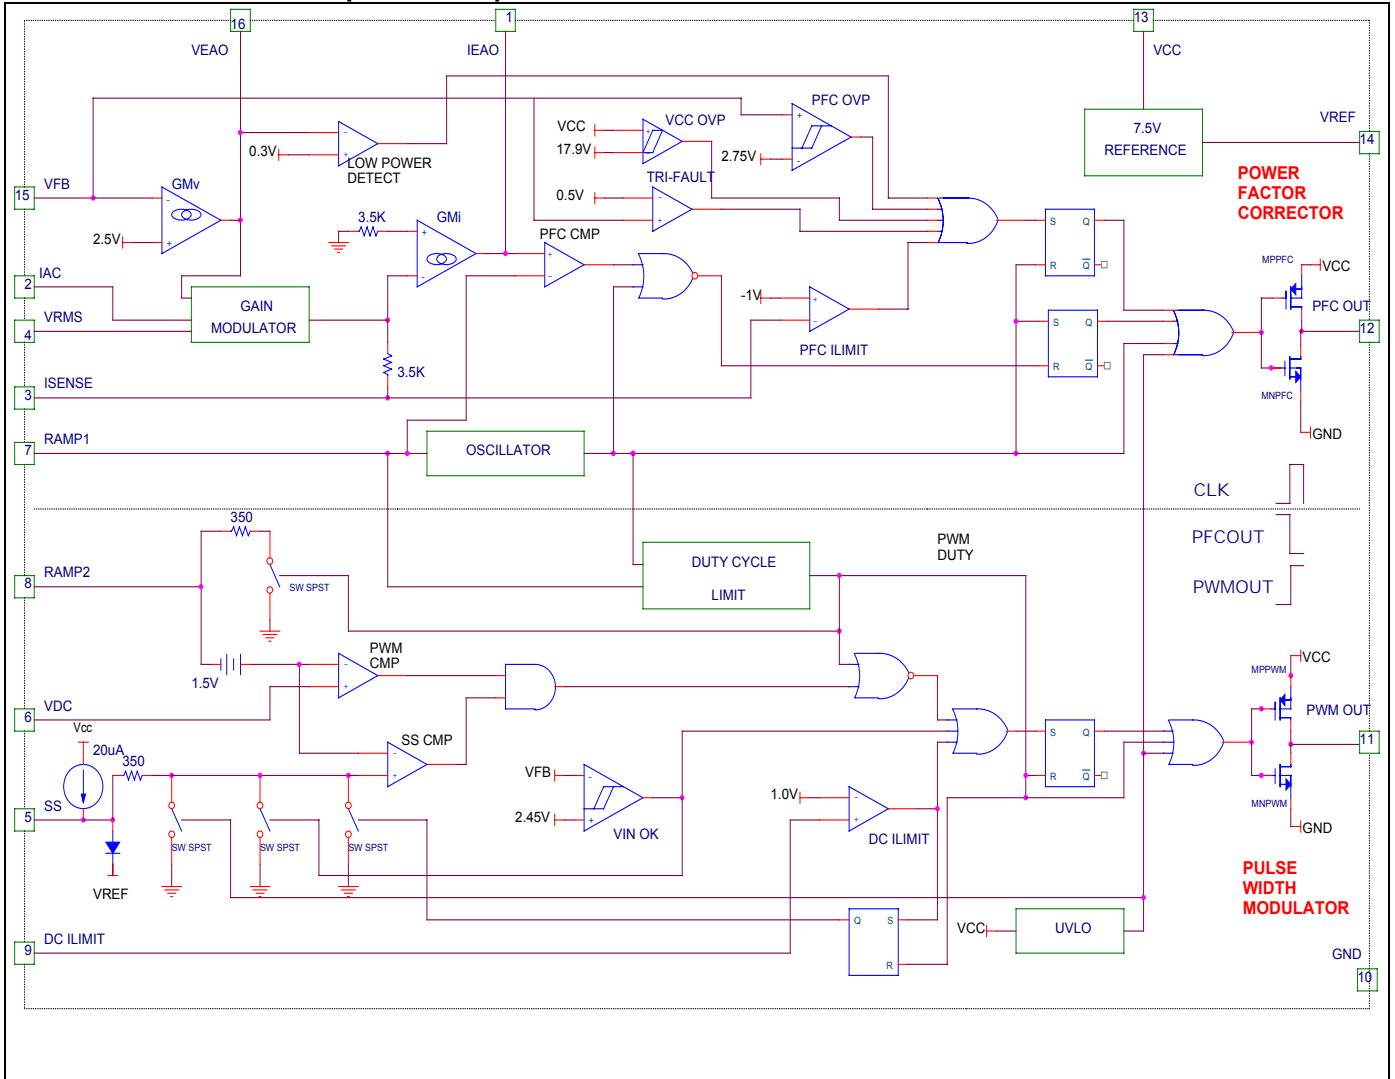 16
1
13
VEAO
IEAO
VCC
PFC OVP
VCC OVP
VCC
17.9V
2.75V
0.3V
LOW POWER
DETECT
7.5V
REFERENCE
VREF
14
POWER
FACTOR
CORRECTOR
15
VFB
GMv
2.5V
TRI-FAULT
0.5V
3.5K
GMi
PFC CMP
S
Q
R
Q
MPPFC
VCC
2
IAC
GAIN
MODULATOR
-1V
PFC OUT
12
4
VRMS
PFC ILIMIT
S
Q
R
Q
3.5K
3
ISENSE
MNPFC
GND
7
RAMP1
OSCILLATOR
CLK
350
PWM
DUTY
PFCOUT
8
RAMP2
SW SPST
DUTY CYCLE
LIMIT
PWMOUT
PWM
CMP
1.5V
MPPWM
VCC
6
VDC
PWM OUT
11
Vcc
20uA
350
SS CMP
S
Q
R
Q
VFB
2.45V
VIN OK
1.0V
DC ILIMIT
MNPWM
GND
5
SS
SW SPST
SW SPST
SW SPST
VREF
PULSE
WIDTH
MODULATOR
Q
S
R
VCC
UVLO
9
DC ILIMIT
GND
10